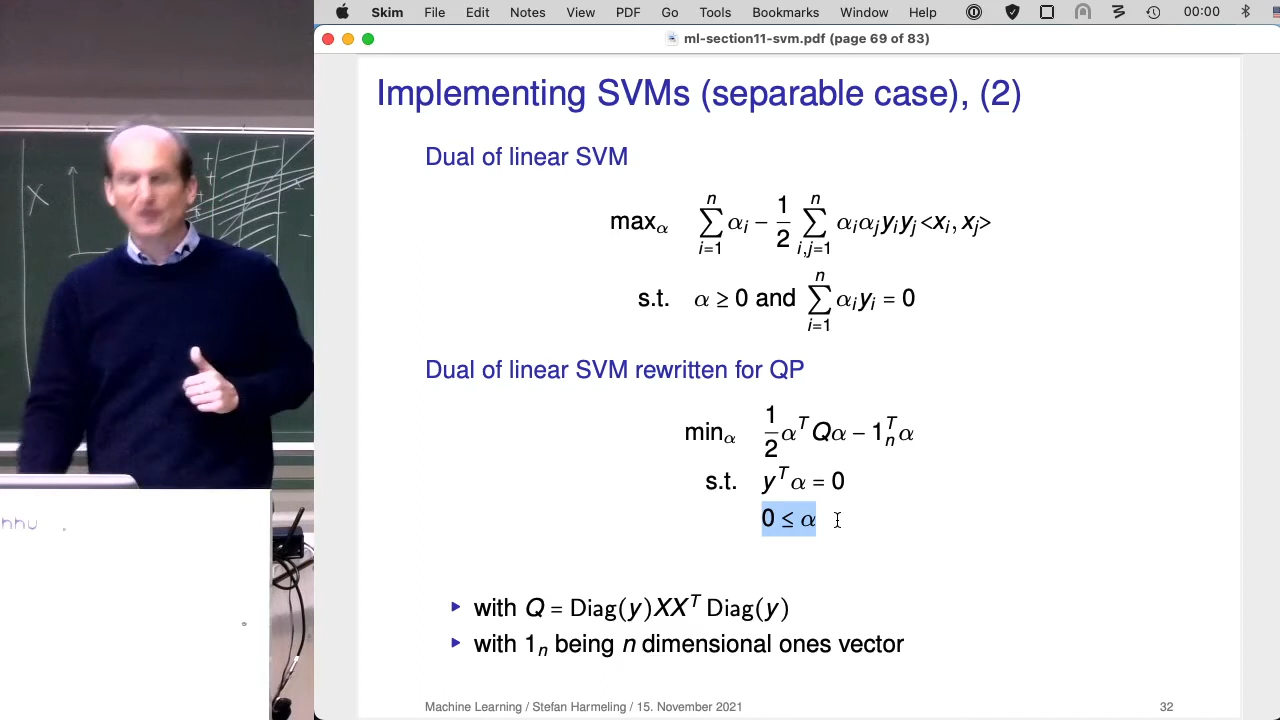 Skim File Edit Notes View PDF Go Tools Bookmarks Window Help 00:00
ml-section11-svm.pdf (page 69 of 83)
Implementing SVMs (separable case), (2)
Dual of linear SVM
max_α ∑_{i=1}^{n} α_i − 1/2 ∑_{i,j=1}^{n} α_i α_j y_i y_j <x_i, x_j>
s.t. α ≥ 0 and ∑_{i=1}^{n} α_i y_i = 0
Dual of linear SVM rewritten for QP
min_α 1/2 α^T Qα − 1_n^T α
s.t. y^T α = 0
0 ≤ α
▸ with Q = Diag(y)XX^T Diag(y)
▸ with 1_n being n dimensional ones vector
Machine Learning / Stefan Harmeling / 15. November 2021 32
X
hhu